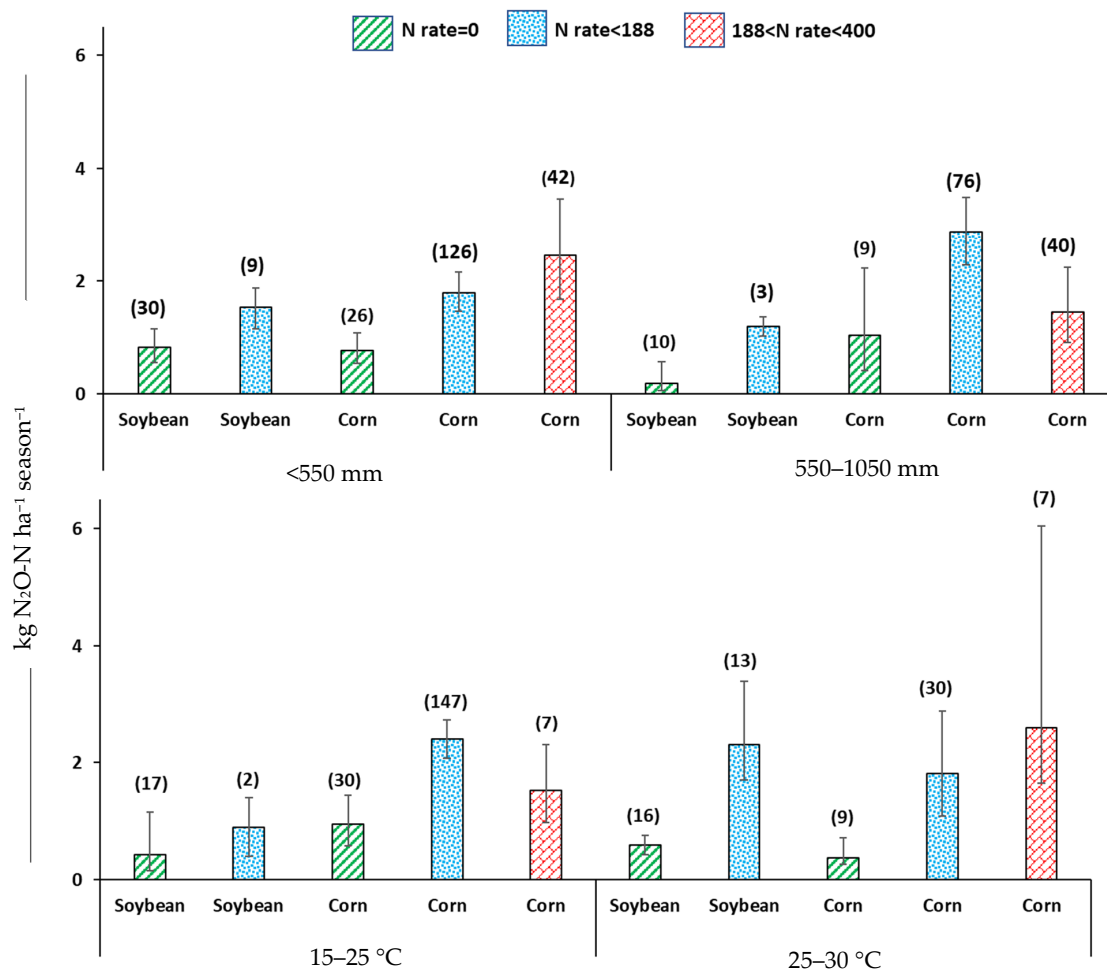 N rate=0 N rate<188 188<N rate<400
6
4
2
0
(30) (9) (26) (126) (42) (10) (3) (9) (76) (40)
Soybean Soybean Corn Corn Corn Soybean Soybean Corn Corn Corn
<550 mm 550–1050 mm
kg N₂O-N ha⁻¹ season⁻¹
6
4
2
0
(17) (2) (30) (147) (7) (16) (13) (9) (30) (7)
Soybean Soybean Corn Corn Corn Soybean Soybean Corn Corn Corn
15–25 °C 25–30 °C